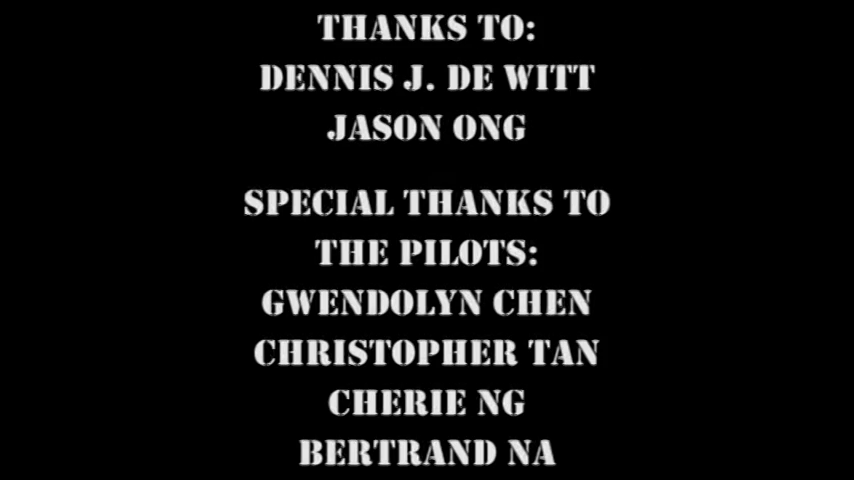 THANKS TO:
DENNIS J. DE WITT
JASON ONG
SPECIAL THANKS TO
THE PILOTS:
GWENDOLYN CHEN
CHRISTOPHER TAN
CHERIE NG
BERTRAND NA